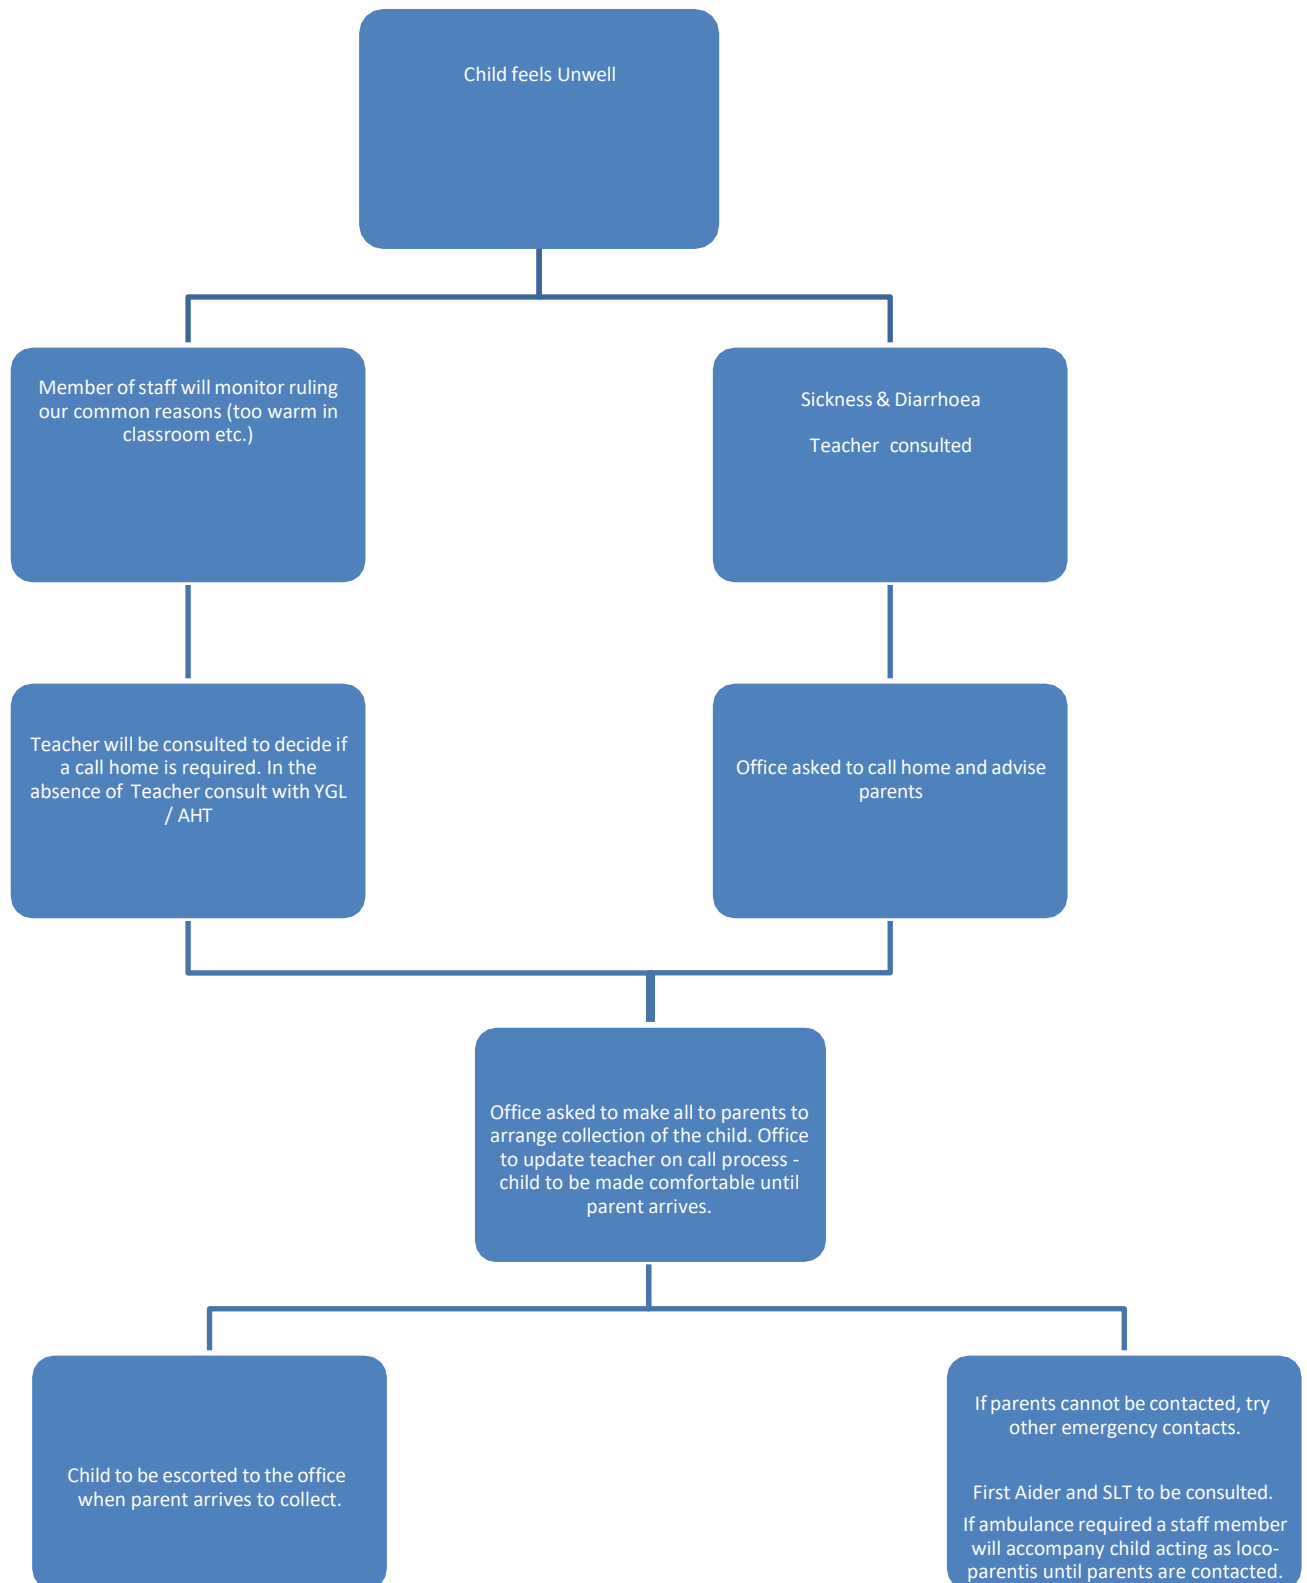 Child feels Unwell
Member of staff will monitor ruling
our common reasons (too warm in
classroom etc.)
Sickness & Diarrhoea
Teacher consulted
Teacher will be consulted to decide if
a call home is required. In the
absence of Teacher consult with YGL
/ AHT
Office asked to call home and advise
parents
Office asked to make all to parents to
arrange collection of the child. Office
to update teacher on call process -
child to be made comfortable until
parent arrives.
Child to be escorted to the office
when parent arrives to collect.
If parents cannot be contacted, try
other emergency contacts.
First Aider and SLT to be consulted.
If ambulance required a staff member
will accompany child acting as loco-
parentis until parents are contacted.